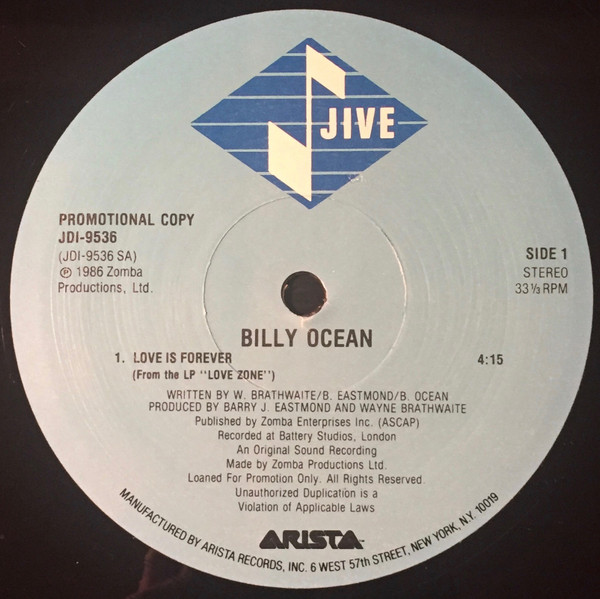 JIVE
PROMOTIONAL COPY
JDI-9536
(JDI-9536 SA)
Ⓟ 1986 Zomba
Productions, Ltd.
SIDE 1
STEREO
33 ⅓ RPM
BILLY OCEAN
1. LOVE IS FOREVER 4:15
(From the LP "LOVE ZONE")
WRITTEN BY W. BRATHWAITE/B. EASTMOND/B. OCEAN
PRODUCED BY BARRY J. EASTMOND AND WAYNE BRATHWAITE
Published by Zomba Enterprises Inc. (ASCAP)
Recorded at Battery Studios, London
An Original Sound Recording
Made by Zomba Productions Ltd.
Loaned For Promotion Only. All Rights Reserved
Unauthorized Duplication is a
Violation of Applicable Laws
ARISTA
MANUFACTURED BY ARISTA RECORDS, INC. 6 WEST 57th STREET, NEW YORK, N.Y. 10019